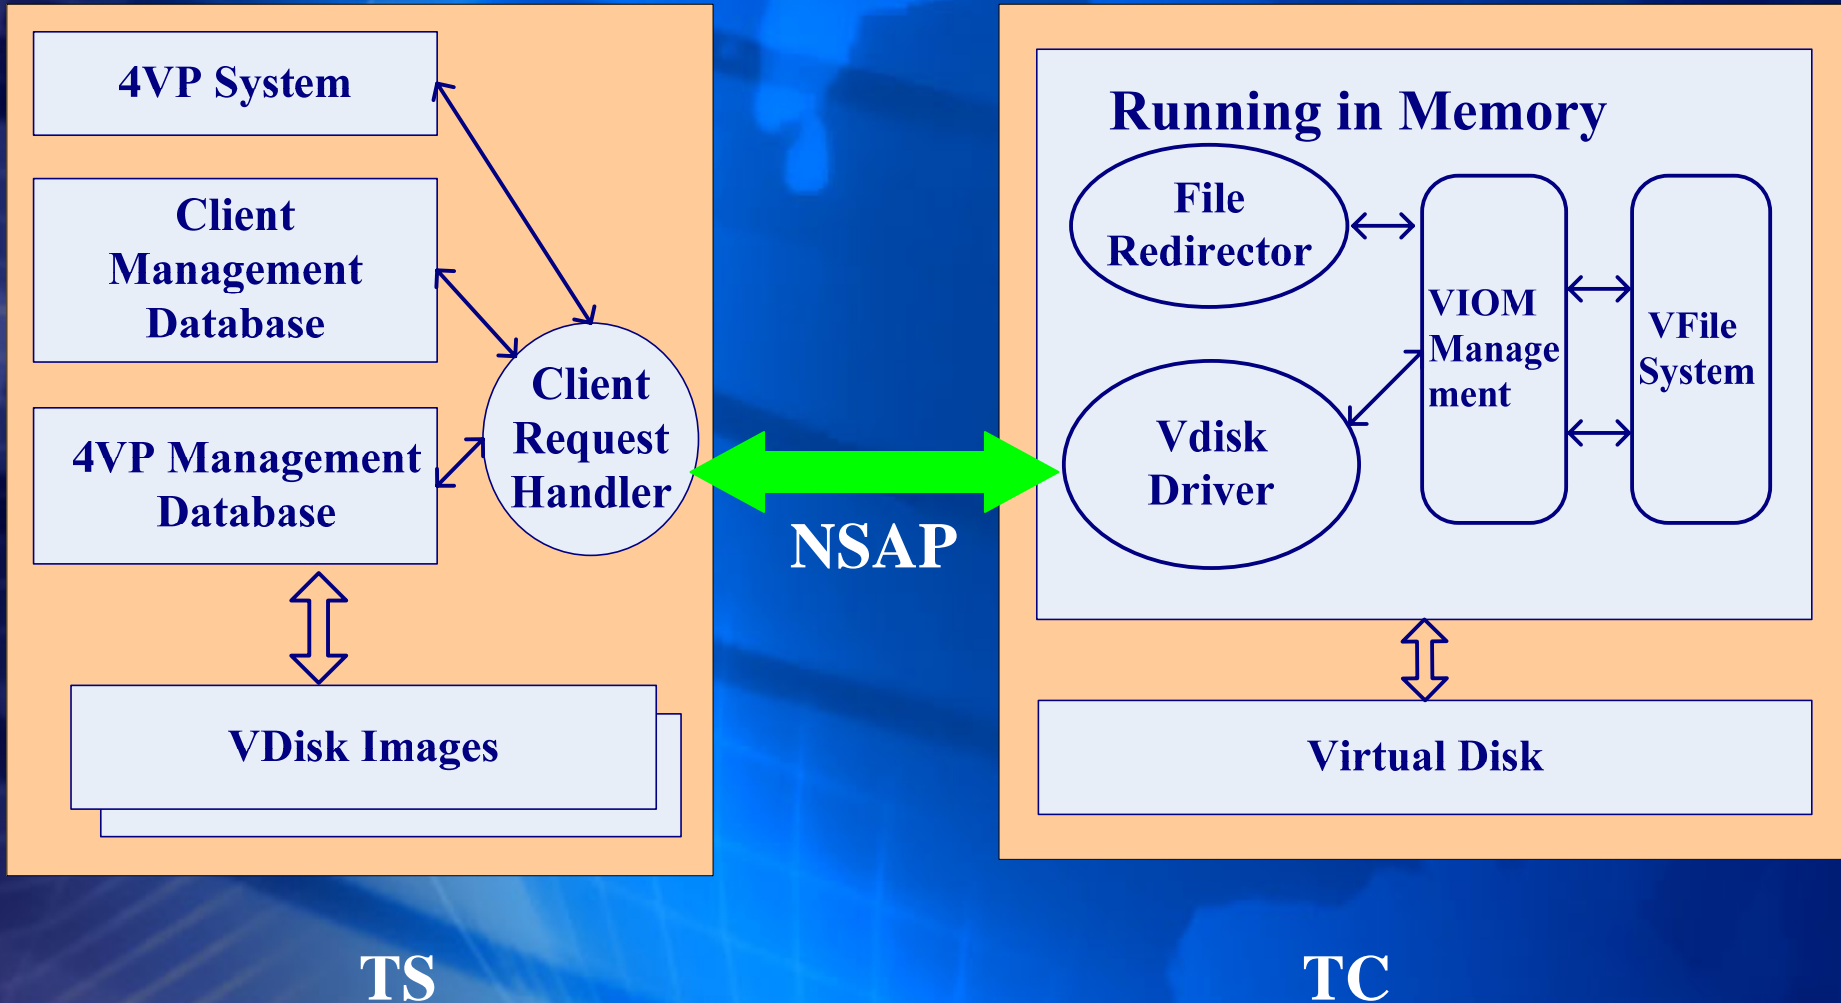 4VP System
Client
Management
Database
4VP Management
Database
Client
Request
Handler
VDisk Images
TS
NSAP
Running in Memory
File
Redirector
Vdisk
Driver
VIOM
Manage
ment
VFile
System
Virtual Disk
TC